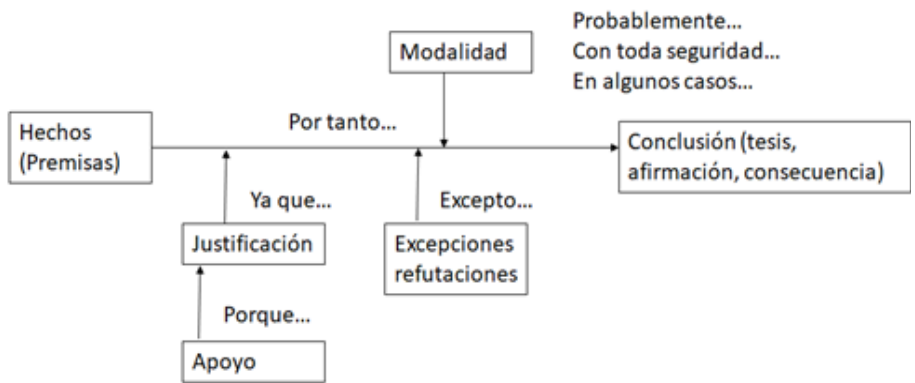 Probablemente...
Con toda seguridad...
En algunos casos...
Modalidad
Por tanto...
Hechos
(Premisas)
Conclusión (tesis,
afirmación, consecuencia)
Ya que...
Excepto...
Justificación
Excepciones
refutaciones
Porque...
Apoyo